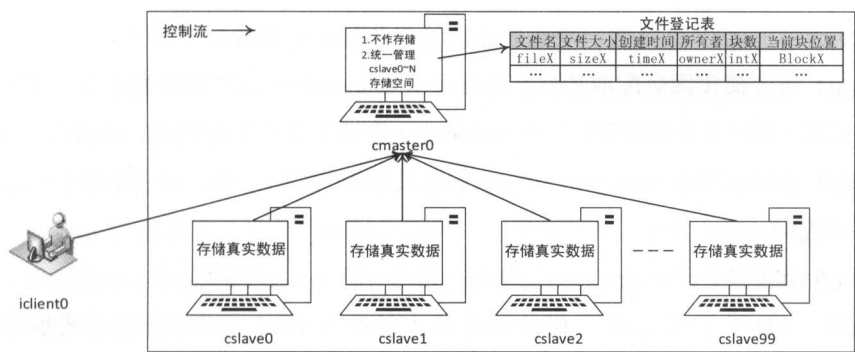 控制流
文件登记表
文件名 文件大小 创建时间 所有者 块数 当前块位置
fileX sizeX timeX ownerX intX BlockX
… … … … … …
1.不作存储
2.统一管理
cslave0~N
存储空间
cmaster0
iclient0
存储真实数据
存储真实数据
存储真实数据
存储真实数据
cslave0
cslave1
cslave2
cslave99